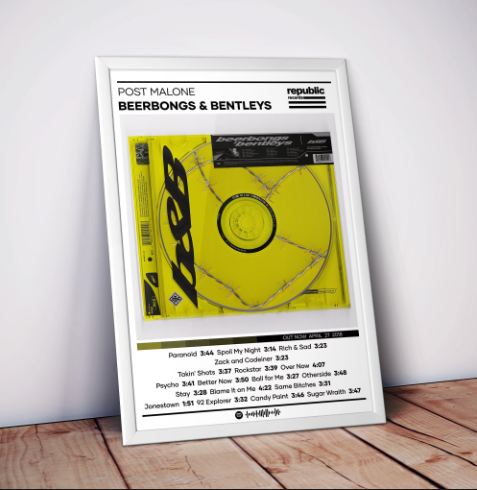 POST MALONE
BEERBONGS & BENTLEYS
republic
records
beerbongs
bentleys
b&b
OUT NOW APRIL 27 2018
Paranoid 3:44 Spoil My Night 3:14 Rich & Sad 3:23
Zack and Codeiner 3:23
Takin' Shots 3:37 Rockstar 3:39 Over Now 4:07
Psycho 3:41 Better Now 3:50 Ball for Me 3:27 Otherside 3:48
Stay 3:28 Blame it on Me 4:22 Same Bitches 3:31
Jonestown 1:51 92 Explorer 3:32 Candy Paint 3:46 Sugar Wraith 3:47